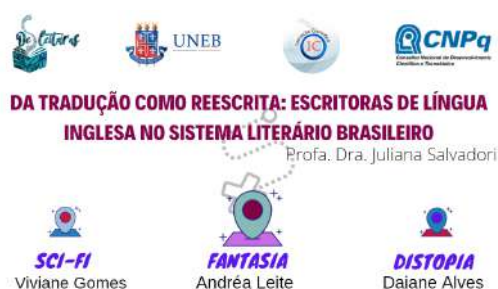 De leituras
UNEB
IC
CNPq
Conselho Nacional de Desenvolvimento
Científico e Tecnológico
DA TRADUÇÃO COMO REESCRITA: ESCRITORAS DE LÍNGUA
INGLESA NO SISTEMA LITERÁRIO BRASILEIRO
Profa. Dra. Juliana Salvadori
SCI-FI
FANTASIA
DISTOPIA
Viviane Gomes
Andréa Leite
Daiane Alves